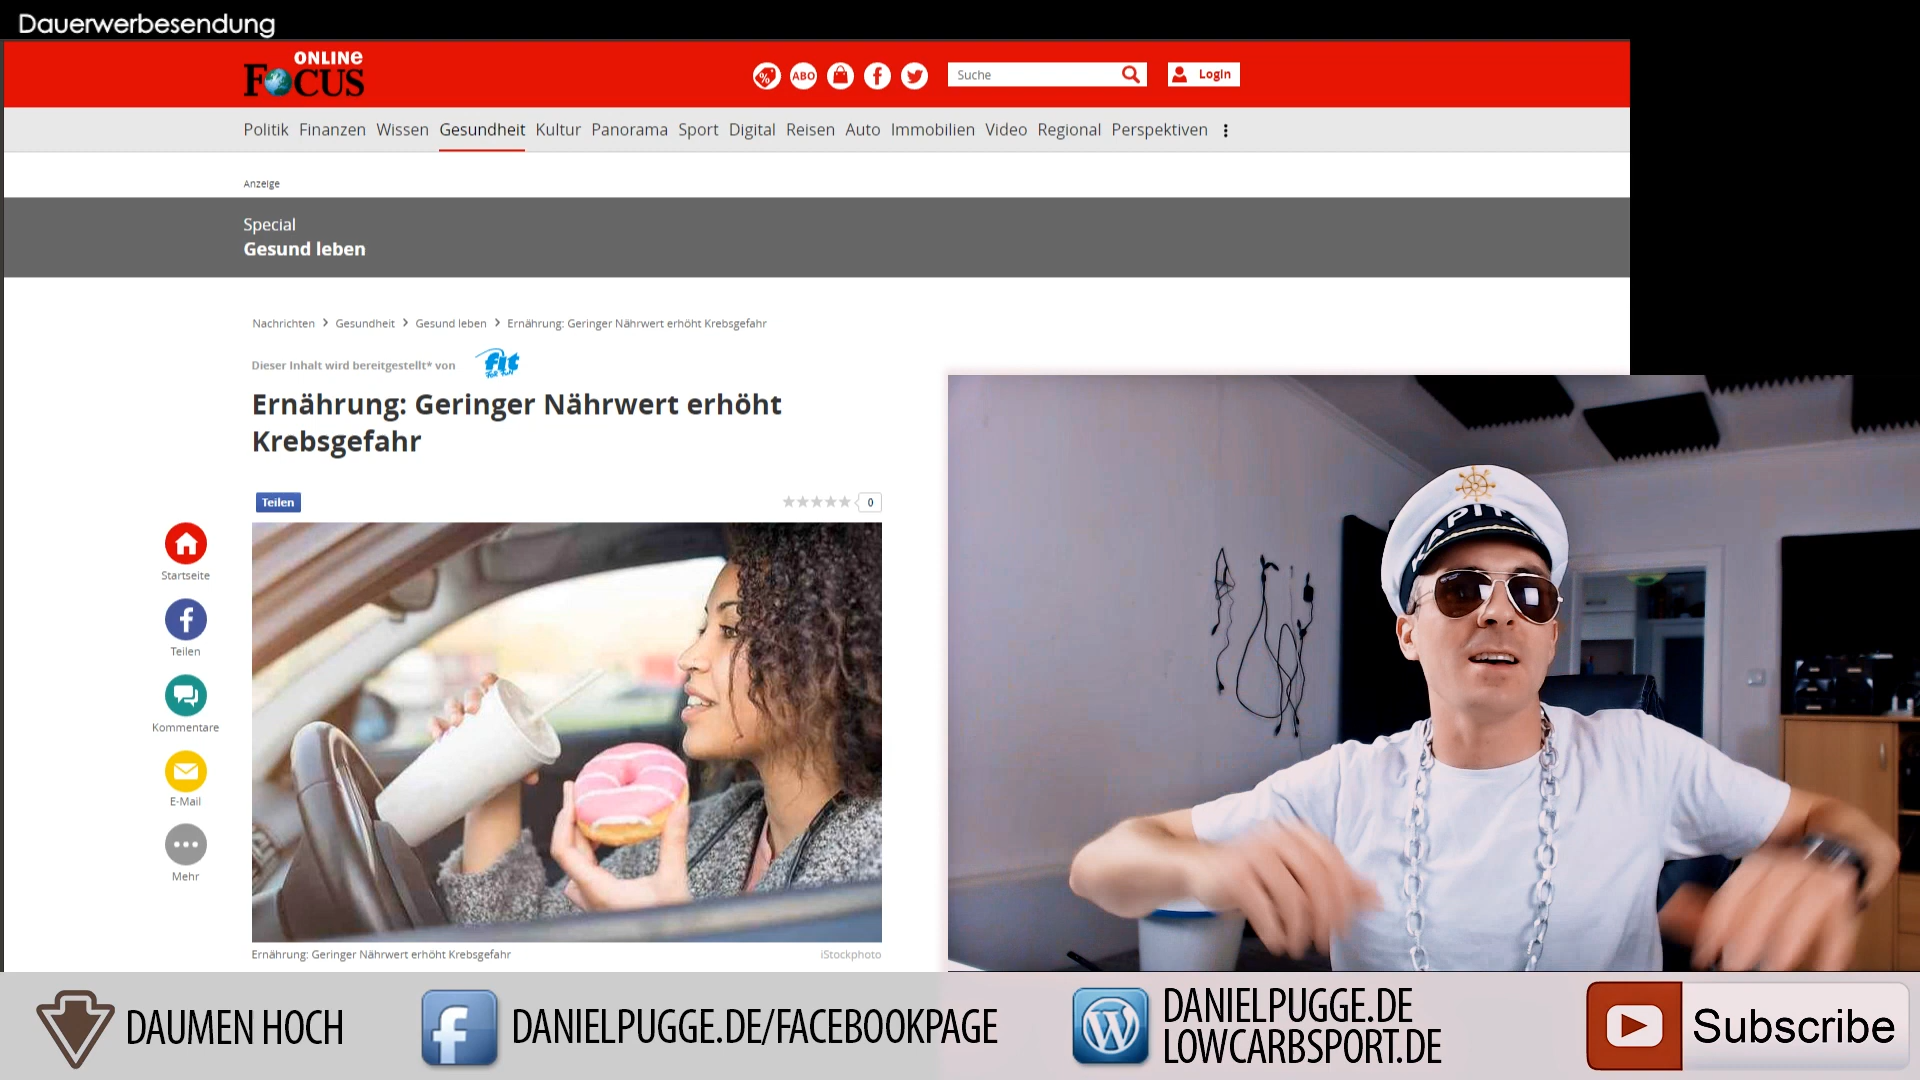 Dauerwerbesendung
ONLINE
FOCUS
%
ABO
Suche
Login
Politik Finanzen Wissen Gesundheit Kultur Panorama Sport Digital Reisen Auto Immobilien Video Regional Perspektiven
Anzeige
Special
Gesund leben
Nachrichten > Gesundheit > Gesund leben > Ernährung: Geringer Nährwert erhöht Krebsgefahr
Dieser Inhalt wird bereitgestellt* von
fit
FOR FUN
Ernährung: Geringer Nährwert erhöht
Krebsgefahr
Teilen
0
Startseite
Teilen
Kommentare
E-Mail
Mehr
Ernährung: Geringer Nährwert erhöht Krebsgefahr
iStockphoto
DAUMEN HOCH
DANIELPUGGE.DE/FACEBOOKPAGE
DANIELPUGGE.DE
LOWCARBSPORT.DE
Subscribe